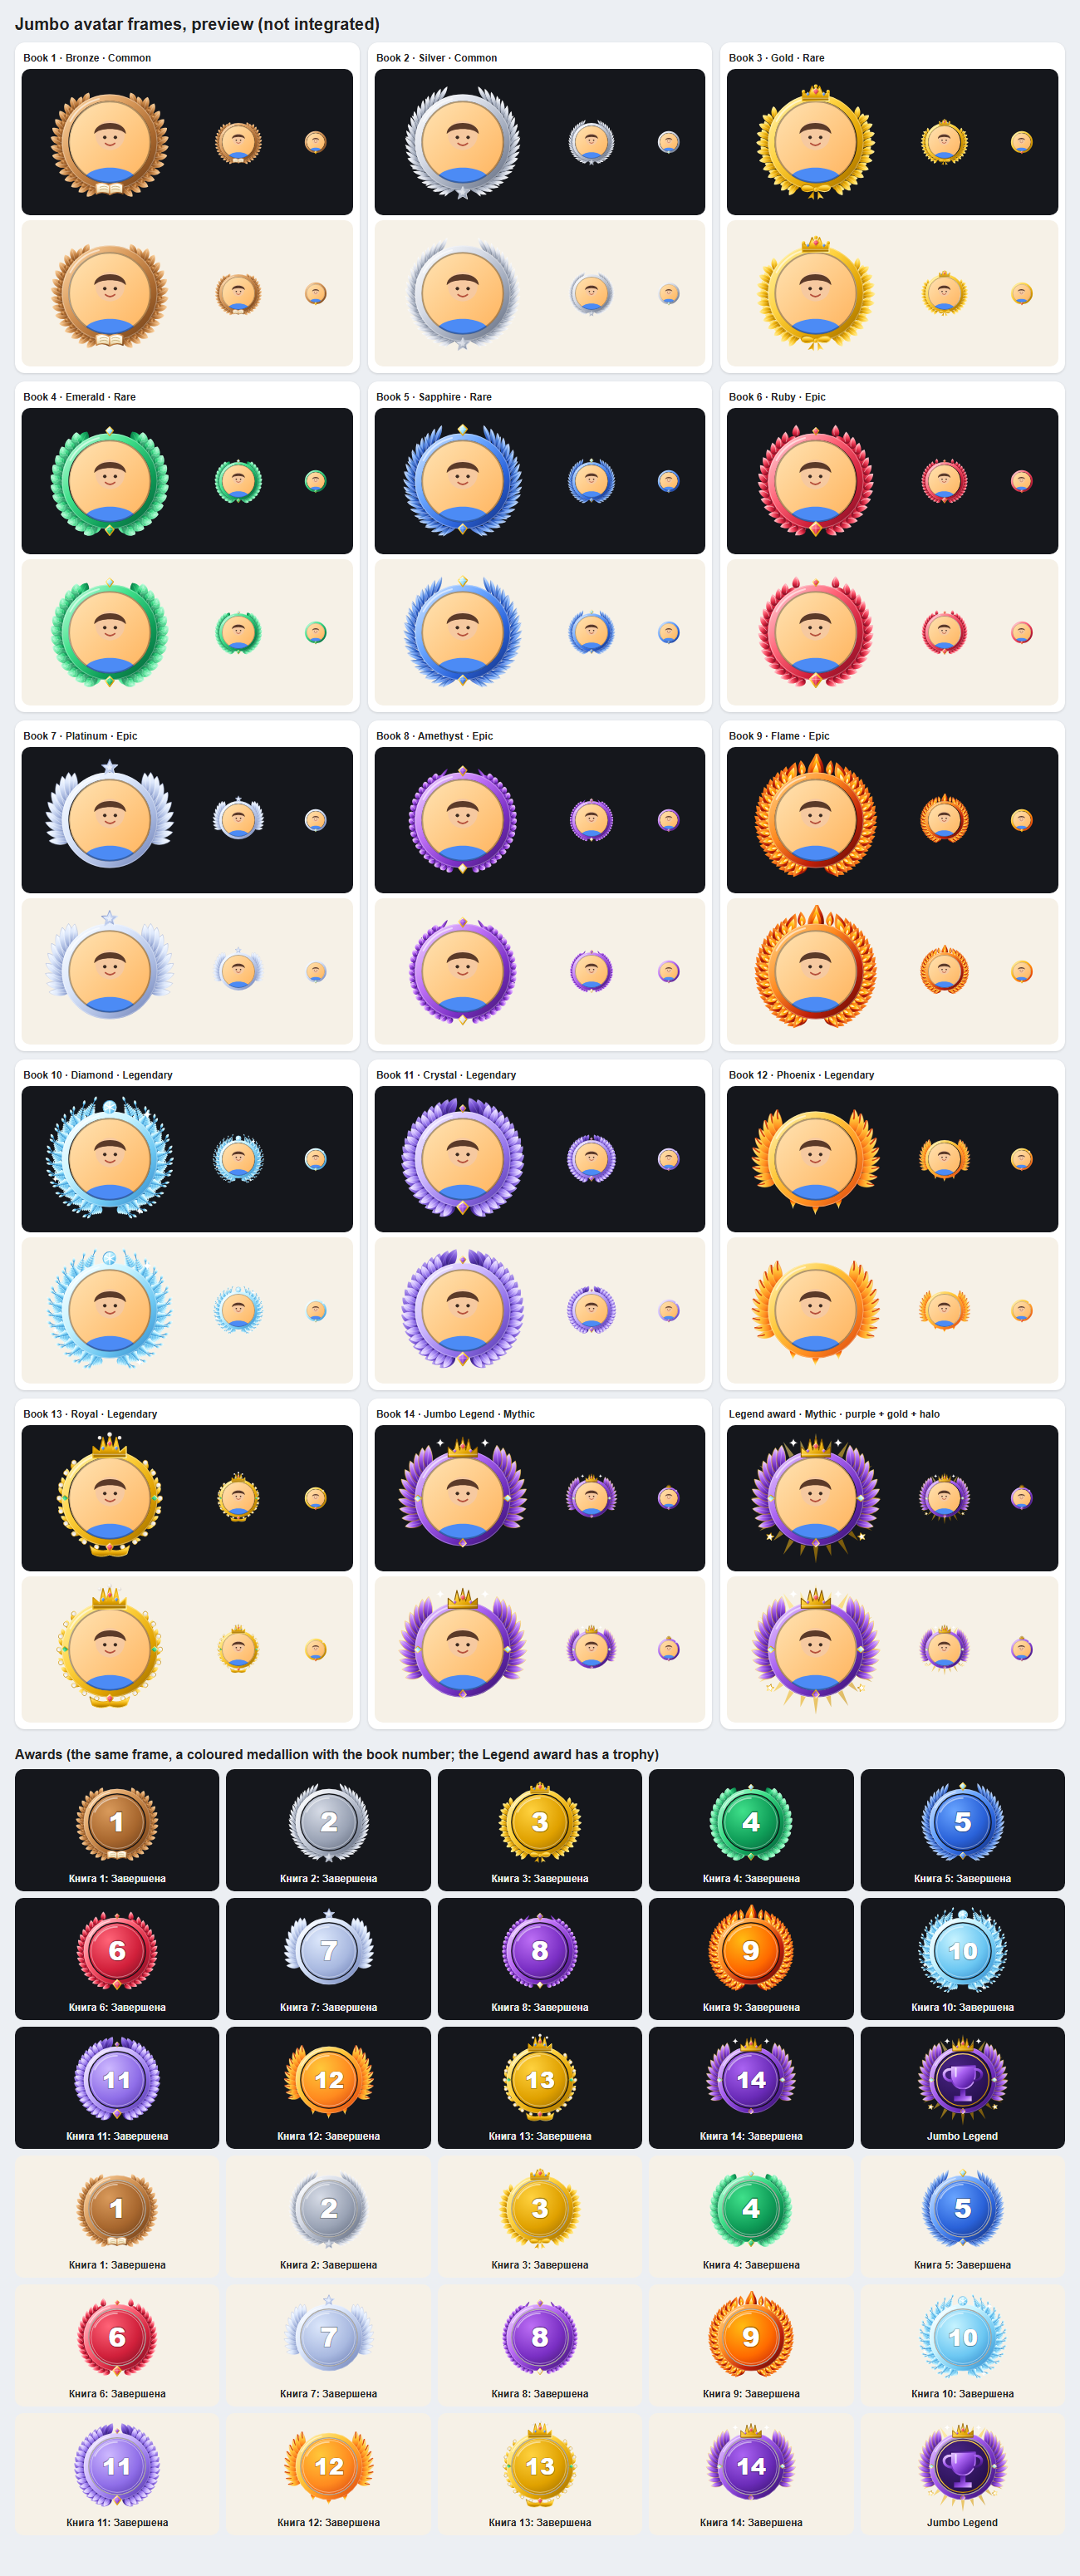 Jumbo avatar frames, preview (not integrated)
Book 1 · Bronze · Common
Book 2 · Silver · Common
Book 3 · Gold · Rare
Book 4 · Emerald · Rare
Book 5 · Sapphire · Rare
Book 6 · Ruby · Epic
Book 7 · Platinum · Epic
Book 8 · Amethyst · Epic
Book 9 · Flame · Epic
Book 10 · Diamond · Legendary
Book 11 · Crystal · Legendary
Book 12 · Phoenix · Legendary
Book 13 · Royal · Legendary
Book 14 · Jumbo Legend · Mythic
Legend award · Mythic · purple + gold + halo
Awards (the same frame, a coloured medallion with the book number; the Legend award has a trophy)
1
2
3
4
5
Книга 1: Завершена
Книга 2: Завершена
Книга 3: Завершена
Книга 4: Завершена
Книга 5: Завершена
6
7
8
9
10
Книга 6: Завершена
Книга 7: Завершена
Книга 8: Завершена
Книга 9: Завершена
Книга 10: Завершена
11
12
13
14
Книга 11: Завершена
Книга 12: Завершена
Книга 13: Завершена
Книга 14: Завершена
Jumbo Legend
1
2
3
4
5
Книга 1: Завершена
Книга 2: Завершена
Книга 3: Завершена
Книга 4: Завершена
Книга 5: Завершена
6
7
8
9
10
Книга 6: Завершена
Книга 7: Завершена
Книга 8: Завершена
Книга 9: Завершена
Книга 10: Завершена
11
12
13
14
Книга 11: Завершена
Книга 12: Завершена
Книга 13: Завершена
Книга 14: Завершена
Jumbo Legend